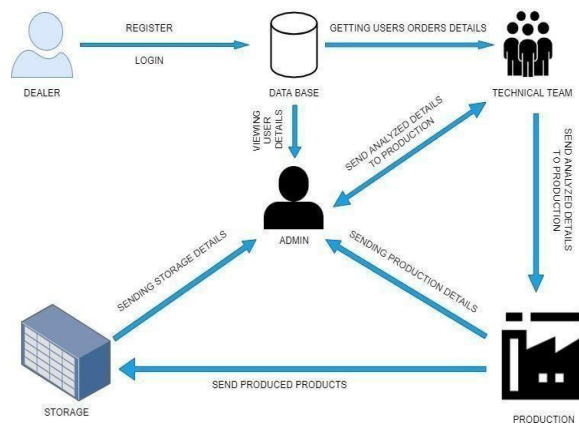 REGISTER
LOGIN
GETTING USERS ORDERS DETAILS
DEALER
DATA BASE
TECHNICAL TEAM
VIEWING
USER
DETAILS
SEND ANALYZED DETAILS
TO PRODUCTION
SEND ANALYZED DETAILS
TO PRODUCTION
ADMIN
SENDING STORAGE DETAILS
SENDING PRODUCTION DETAILS
SEND PRODUCED PRODUCTS
STORAGE
PRODUCTION